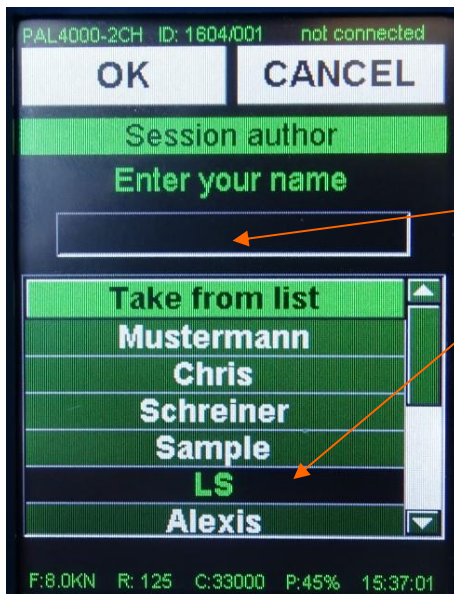 PAL4000-2CH ID: 1604/001 not connected
OK CANCEL
Session author
Enter your name
Take from list
Mustermann
Chris
Schreiner
Sample
LS
Alexis
F:8.0KN R: 125 C:33000 P:45% 15:37:01